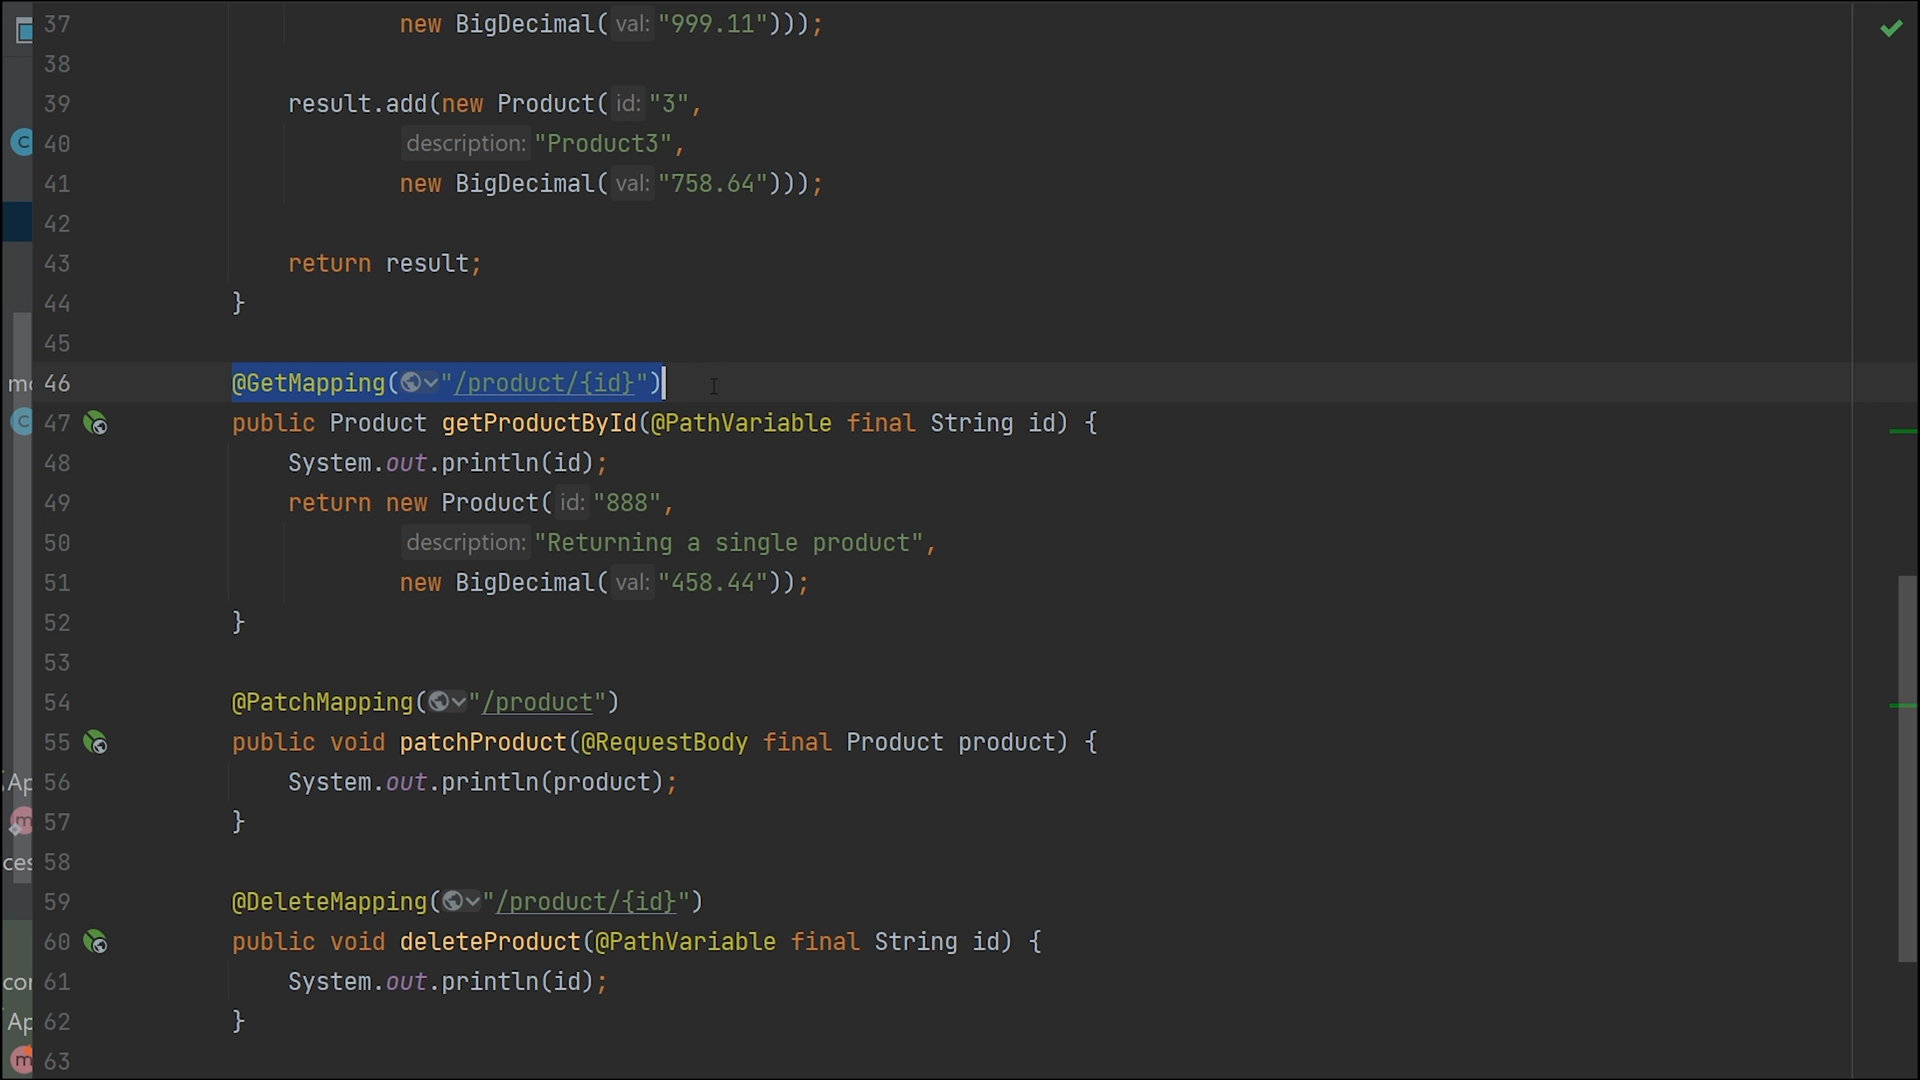 37 new BigDecimal( val: "999.11")));
38
39 result.add(new Product( id: "3",
40 description: "Product3",
41 new BigDecimal( val: "758.64")));
42
43 return result;
44 }
45
46 @GetMapping("/product/{id}")
47 public Product getProductById(@PathVariable final String id) {
48 System.out.println(id);
49 return new Product( id: "888",
50 description: "Returning a single product",
51 new BigDecimal( val: "458.44"));
52 }
53
54 @PatchMapping("/product")
55 public void patchProduct(@RequestBody final Product product) {
56 System.out.println(product);
57 }
58
59 @DeleteMapping("/product/{id}")
60 public void deleteProduct(@PathVariable final String id) {
61 System.out.println(id);
62 }
63